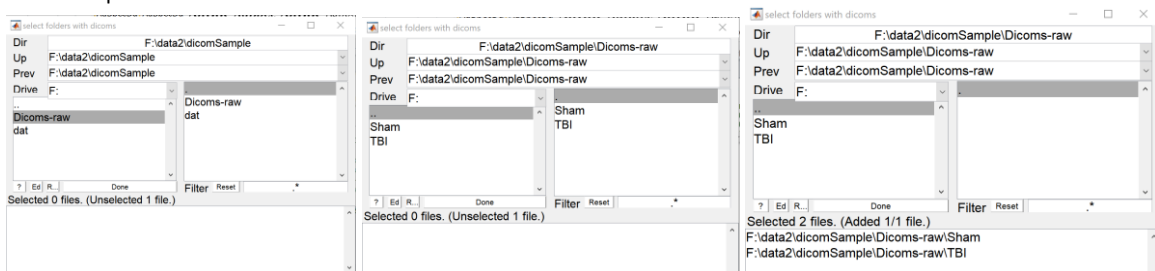 select folders with dicoms
Dir F:\data2\dicomSample
Up F:\data2\dicomSample
Prev F:\data2\dicomSample
Drive F:
..
Dicoms-raw
dat
.
Dicoms-raw
dat
? Ed R... Done Filter Reset .*
Selected 0 files. (Unselected 1 file.)
select folders with dicoms
Dir F:\data2\dicomSample\Dicoms-raw
Up F:\data2\dicomSample\Dicoms-raw
Prev F:\data2\dicomSample\Dicoms-raw
Drive F:
..
Sham
TBI
.
Sham
TBI
? Ed R... Done Filter Reset .*
Selected 0 files. (Unselected 1 file.)
select folders with dicoms
Dir F:\data2\dicomSample\Dicoms-raw
Up F:\data2\dicomSample\Dicoms-raw
Prev F:\data2\dicomSample\Dicoms-raw
Drive F:
..
Sham
TBI
.
? Ed R... Done Filter Reset .*
Selected 2 files. (Added 1/1 file.)
F:\data2\dicomSample\Dicoms-raw\Sham
F:\data2\dicomSample\Dicoms-raw\TBI